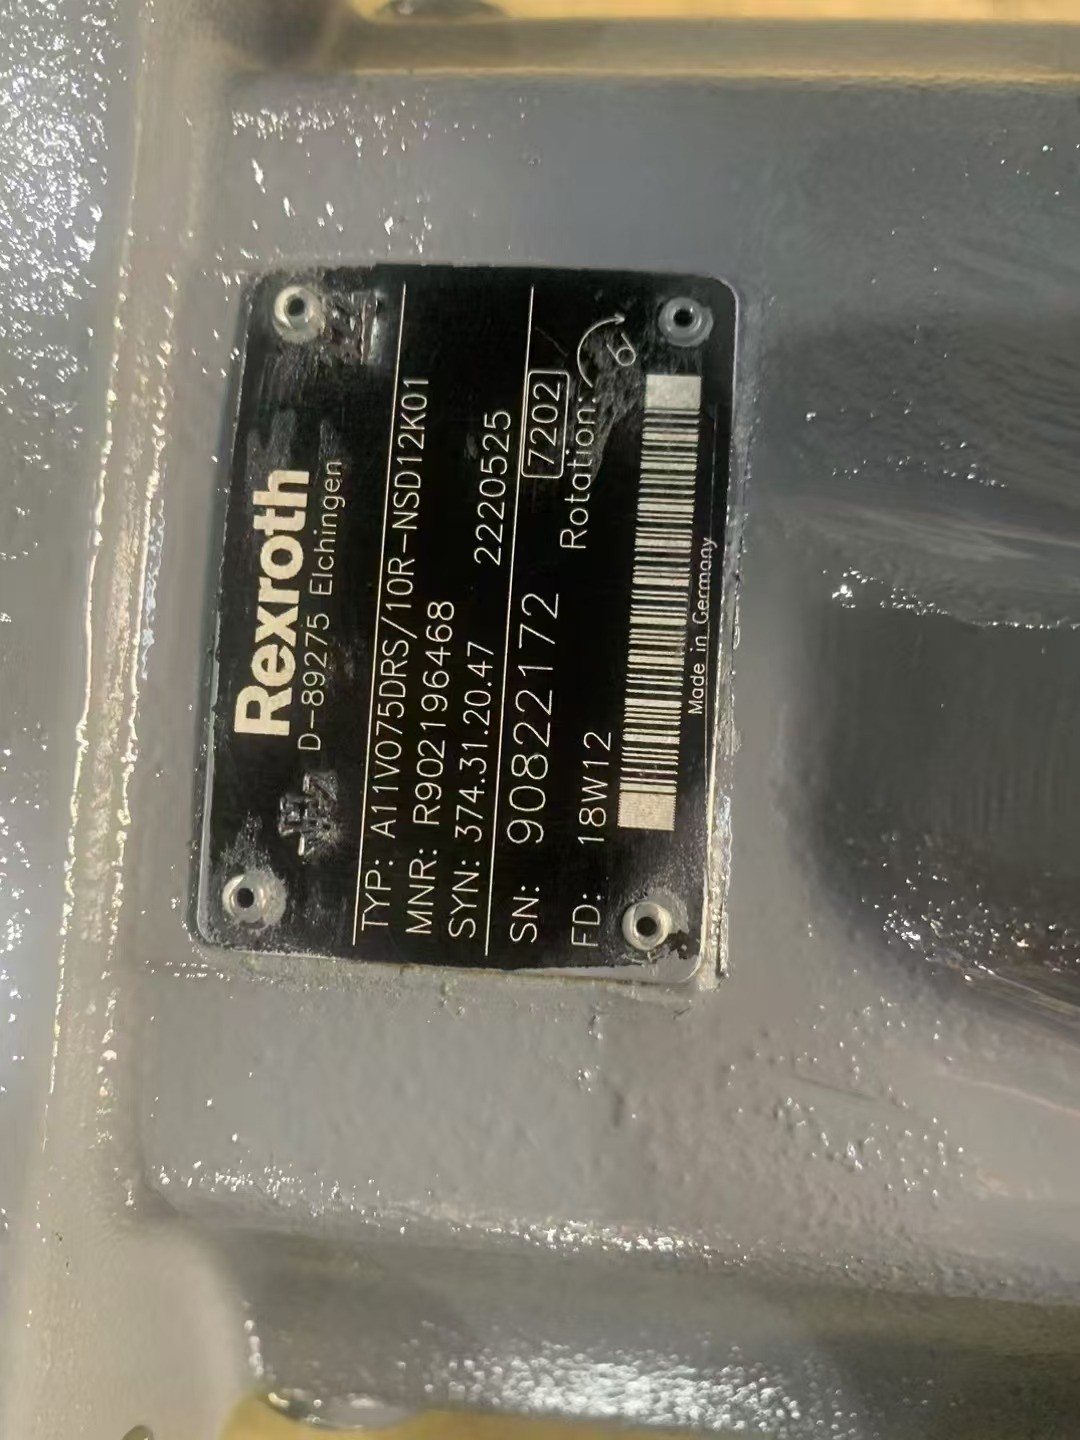 Rexroth
D-89275 Elchingen
TYP: A11VO75DRS/10R-NSD12K01
MNR: R902196468
SYN: 374.31.20.47 2220525
SN: 90822172 7202
FD: 18W12 Rotation:
Made in Germany